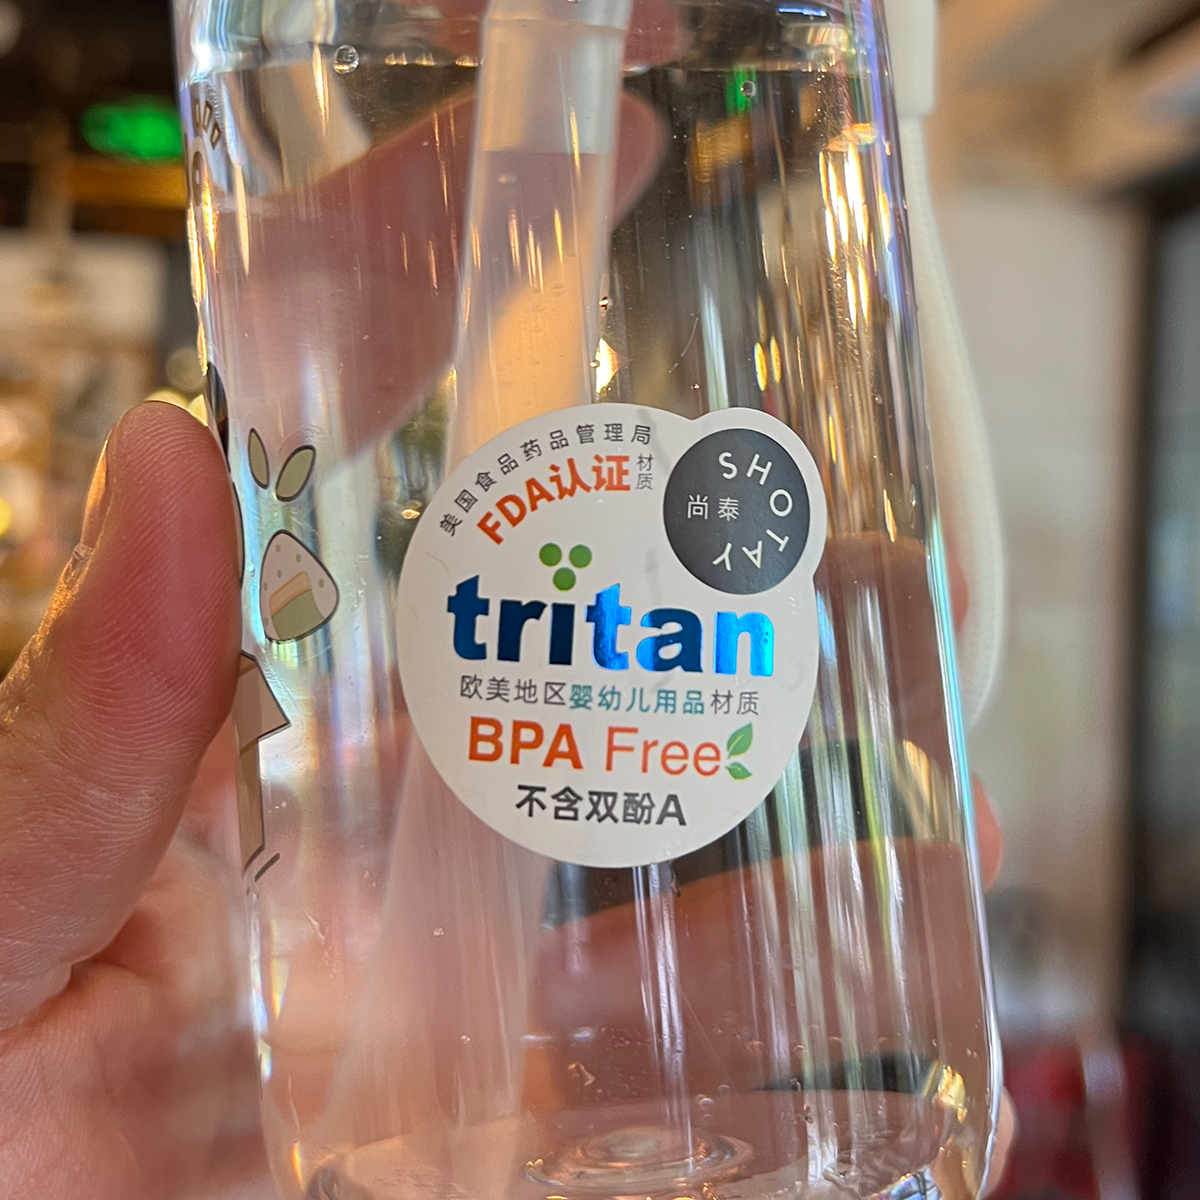 美国食品药品管理局
FDA认证材质
SHOTAY
尚泰
tritan
欧美地区婴幼儿用品材质
BPA Free
不含双酚A